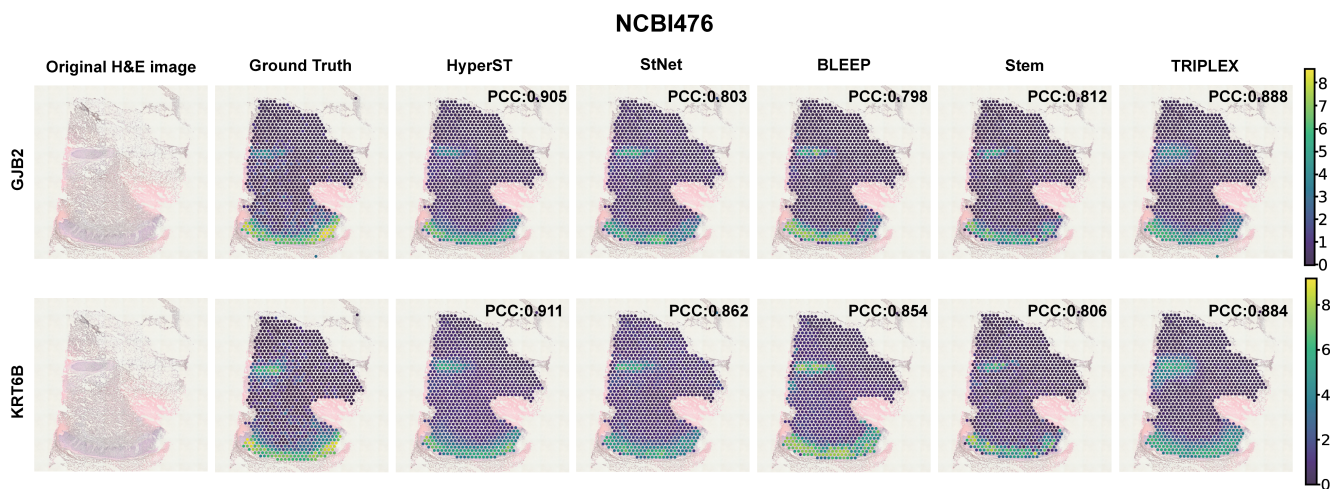 NCBI476
Original H&E image Ground Truth HyperST StNet BLEEP Stem TRIPLEX
GJB2
PCC:0.905 PCC:0.803 PCC:0.798 PCC:0.812 PCC:0.888
8
7
6
5
4
3
2
1
0
KRT6B
PCC:0.911 PCC:0.862 PCC:0.854 PCC:0.806 PCC:0.884
8
6
4
2
0